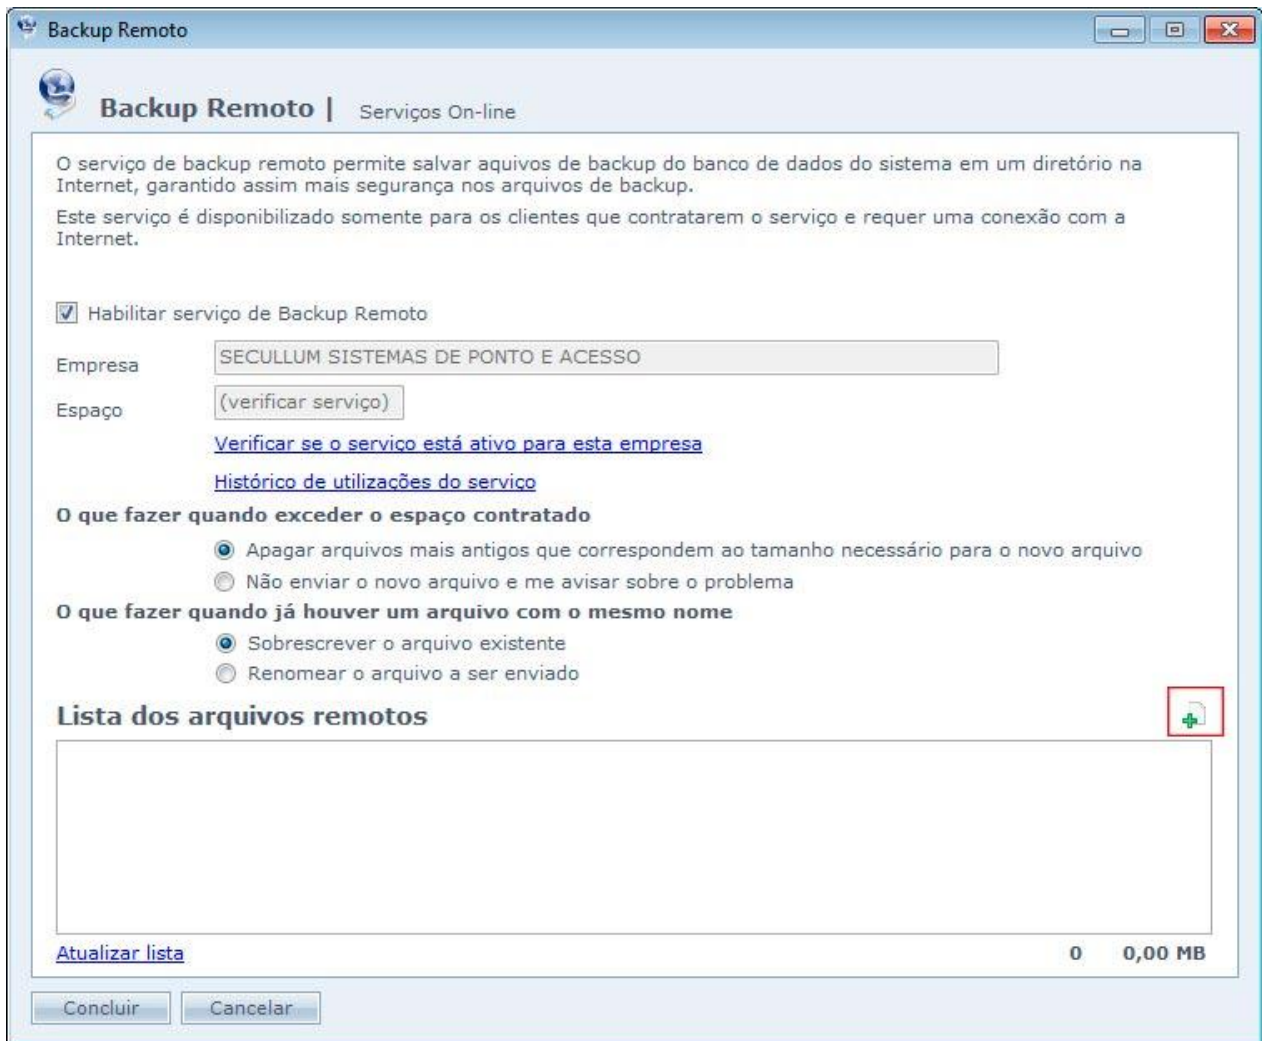 Backup Remoto
Backup Remoto | Serviços On-line
O serviço de backup remoto permite salvar aquivos de backup do banco de dados do sistema em um diretório na
Internet, garantido assim mais segurança nos arquivos de backup.
Este serviço é disponibilizado somente para os clientes que contratarem o serviço e requer uma conexão com a
Internet.
Habilitar serviço de Backup Remoto
Empresa SECULLUM SISTEMAS DE PONTO E ACESSO
Espaço (verificar serviço)
Verificar se o serviço está ativo para esta empresa
Histórico de utilizações do serviço
O que fazer quando exceder o espaço contratado
Apagar arquivos mais antigos que correspondem ao tamanho necessário para o novo arquivo
Não enviar o novo arquivo e me avisar sobre o problema
O que fazer quando já houver um arquivo com o mesmo nome
Sobrescrever o arquivo existente
Renomear o arquivo a ser enviado
Lista dos arquivos remotos
Atualizar lista 0 0,00 MB
Concluir Cancelar